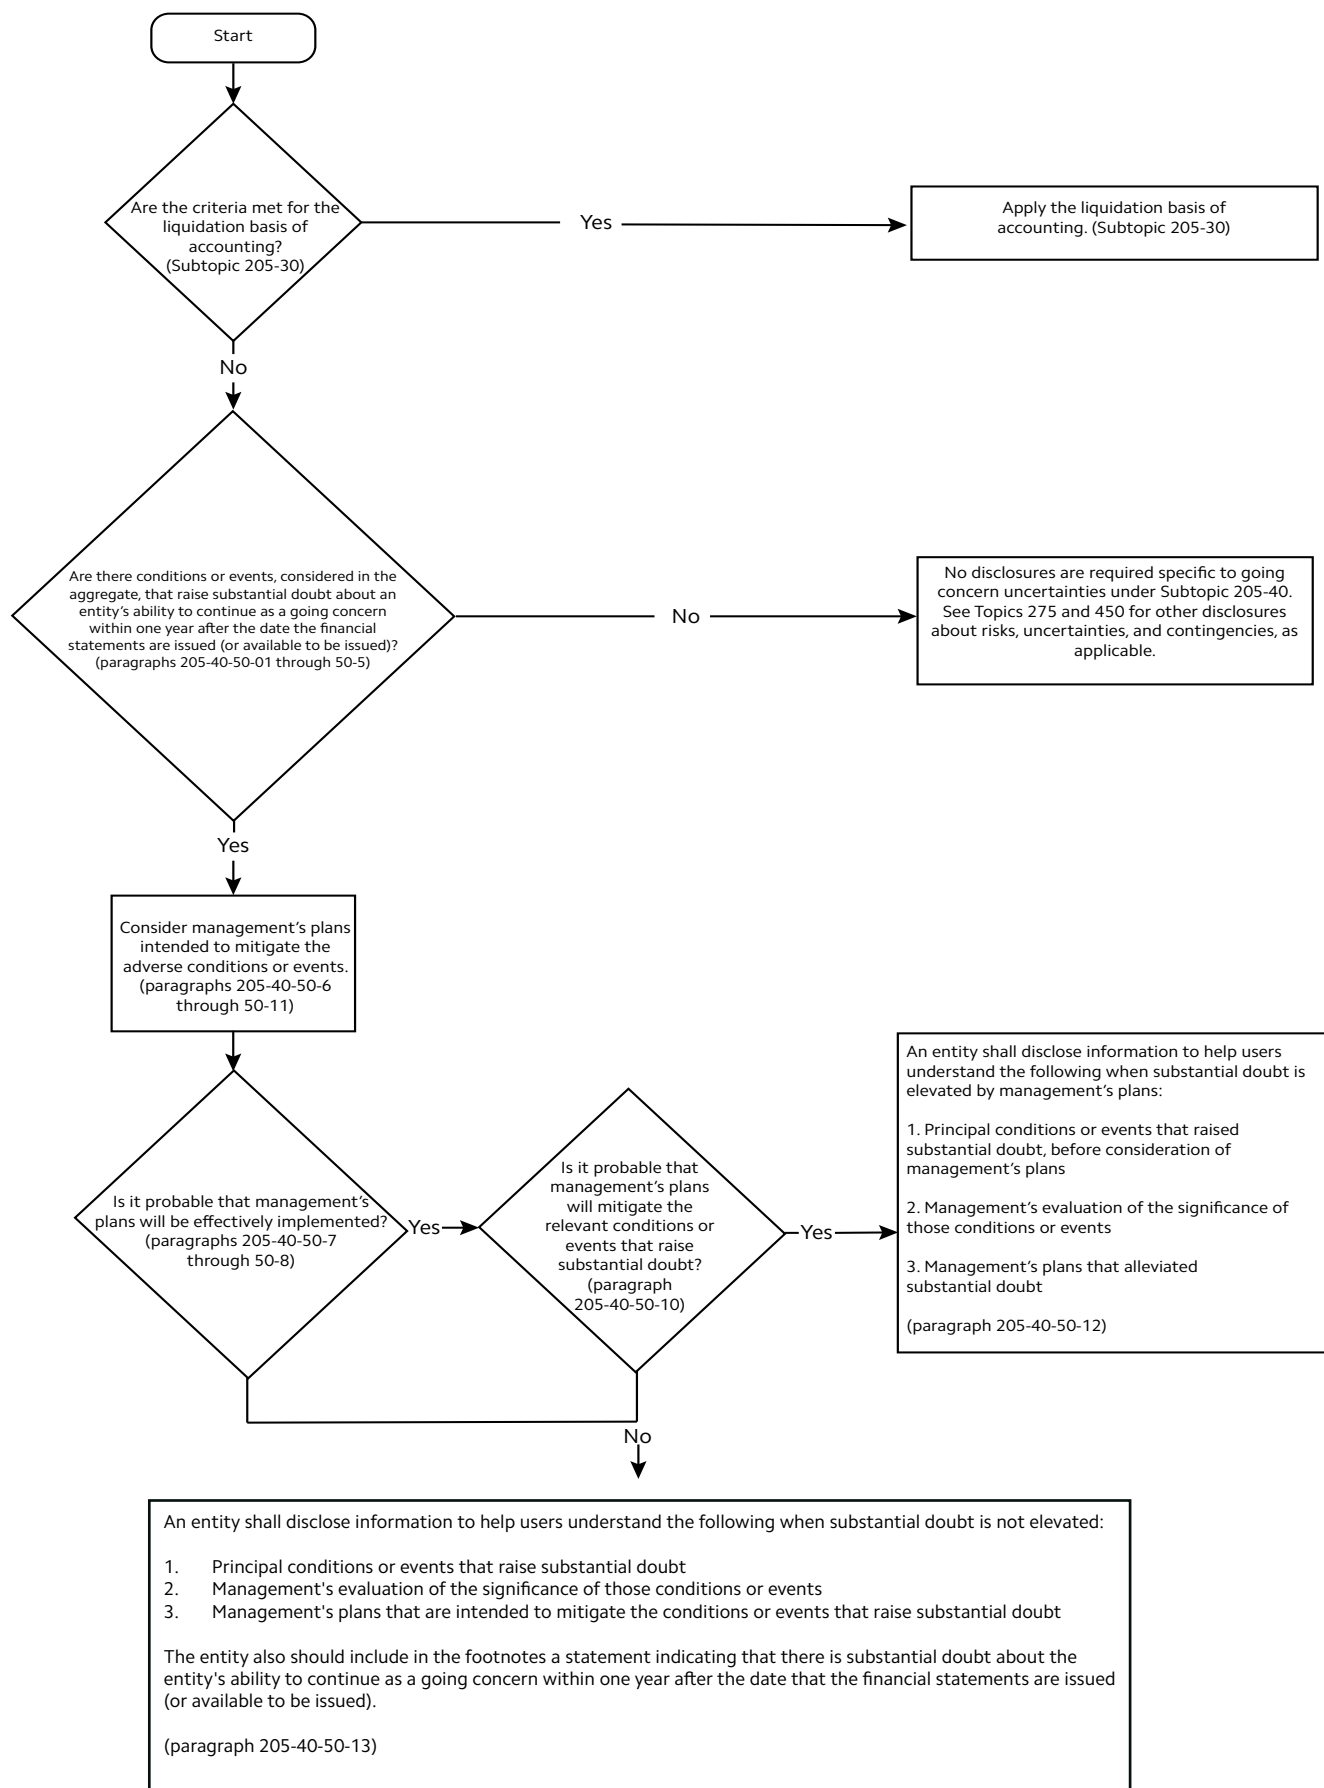 Start
Are the criteria met for the
liquidation basis of
accounting?
(Subtopic 205-30)
Yes
Apply the liquidation basis of
accounting. (Subtopic 205-30)
No
Are there conditions or events, considered in the
aggregate, that raise substantial doubt about an
entity's ability to continue as a going concern
within one year after the date the financial
statements are issued (or available to be issued)?
(paragraphs 205-40-50-01 through 50-5)
No
No disclosures are required specific to going
concern uncertainties under Subtopic 205-40.
See Topics 275 and 450 for other disclosures
about risks, uncertainties, and contingencies, as
applicable.
Yes
Consider management's plans
intended to mitigate the
adverse conditions or events.
(paragraphs 205-40-50-6
through 50-11)
Is it probable that management's
plans will be effectively implemented?
(paragraphs 205-40-50-7
through 50-8)
Yes
Is it probable that
management's plans
will mitigate the
relevant conditions or
events that raise
substantial doubt?
(paragraph
205-40-50-10)
Yes
An entity shall disclose information to help users
understand the following when substantial doubt is
elevated by management's plans:
1. Principal conditions or events that raised
substantial doubt, before consideration of
management's plans
2. Management's evaluation of the significance of
those conditions or events
3. Management's plans that alleviated
substantial doubt
(paragraph 205-40-50-12)
No
An entity shall disclose information to help users understand the following when substantial doubt is not elevated:
1. Principal conditions or events that raise substantial doubt
2. Management's evaluation of the significance of those conditions or events
3. Management's plans that are intended to mitigate the conditions or events that raise substantial doubt
The entity also should include in the footnotes a statement indicating that there is substantial doubt about the
entity's ability to continue as a going concern within one year after the date that the financial statements are issued
(or available to be issued).
(paragraph 205-40-50-13)